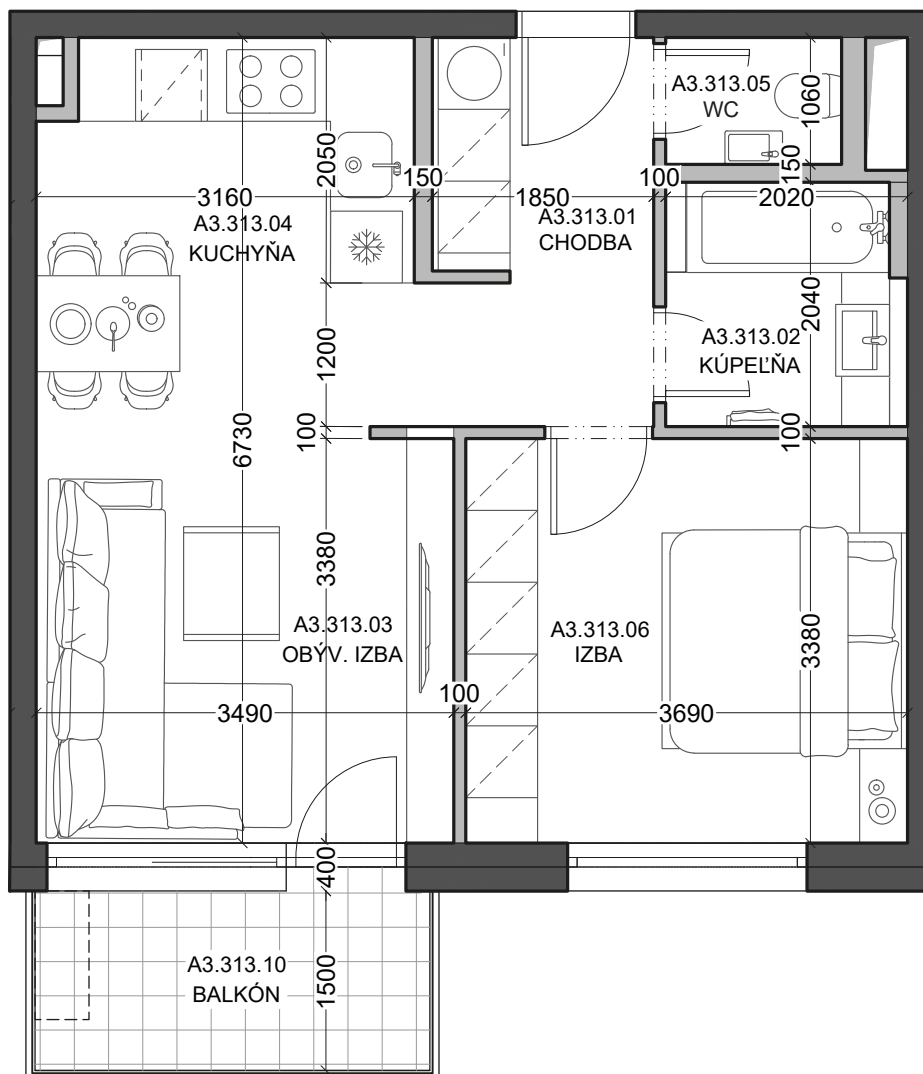 A3.313.05
WC
1060
2050
150
3160
150
1850
100
2020
A3.313.04
KUCHYŇA
A3.313.01
CHODBA
2040
A3.313.02
KÚPEĽŇA
1200
6730
100
100
3380
A3.313.03
OBÝV. IZBA
A3.313.06
IZBA
3380
100
3490
3690
400
A3.313.10
BALKÓN
1500